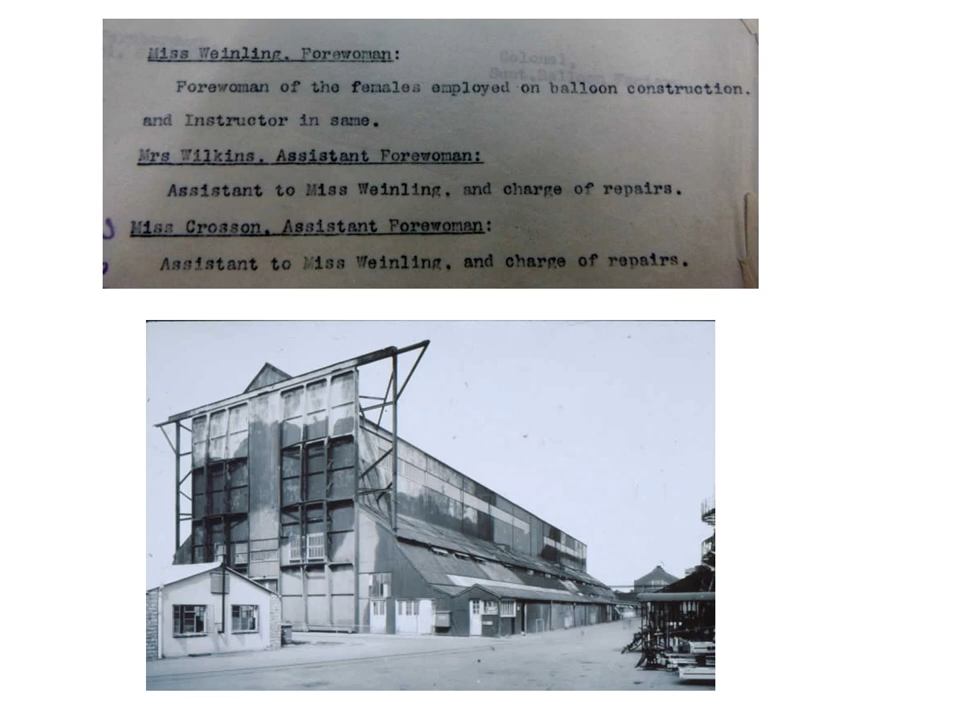 Miss Weinling. Forewoman:
Colonel,
Forewoman of the females employed on balloon construction.
and Instructor in same.
Mrs Wilkins. Assistant Forewoman:
Assistant to Miss Weinling, and charge of repairs.
Miss Crosson. Assistant Forewoman:
Assistant to Miss Weinling, and charge of repairs.